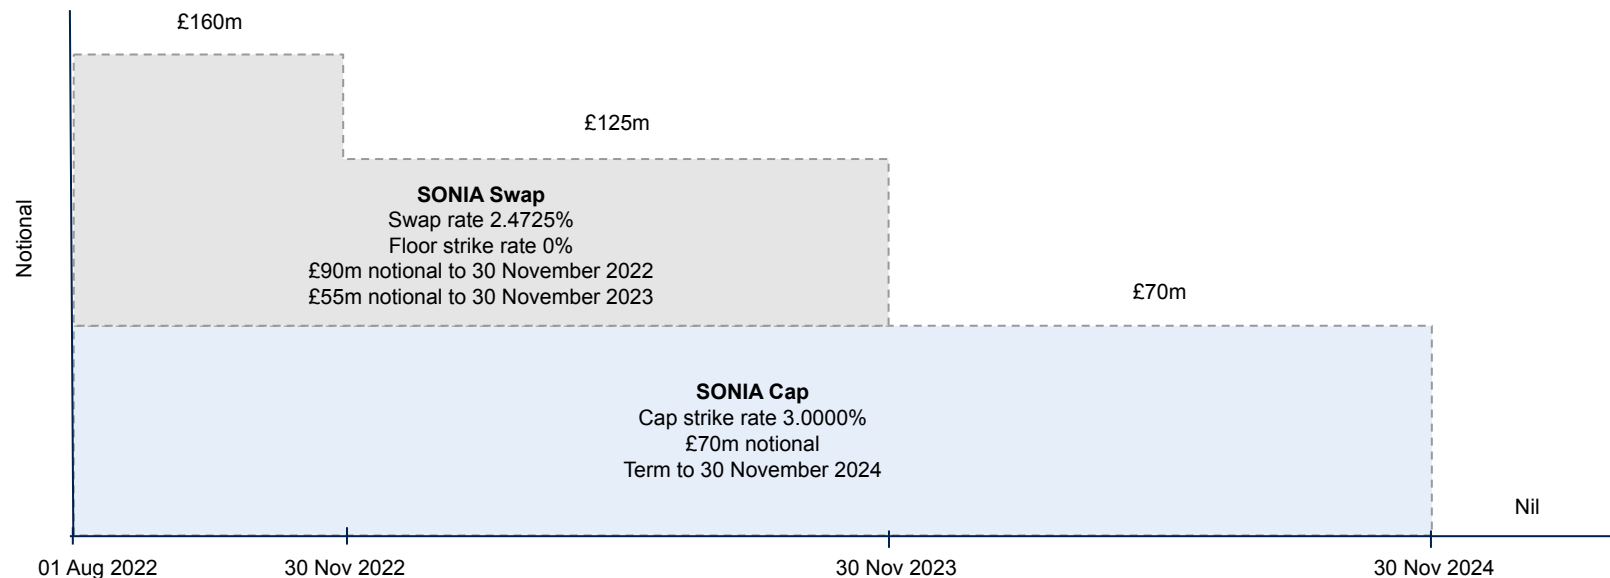 £160m
£125m
Notional
SONIA Swap
Swap rate 2.4725%
Floor strike rate 0%
£90m notional to 30 November 2022
£55m notional to 30 November 2023
£70m
SONIA Cap
Cap strike rate 3.0000%
£70m notional
Term to 30 November 2024
Nil
01 Aug 2022
30 Nov 2022
30 Nov 2023
30 Nov 2024